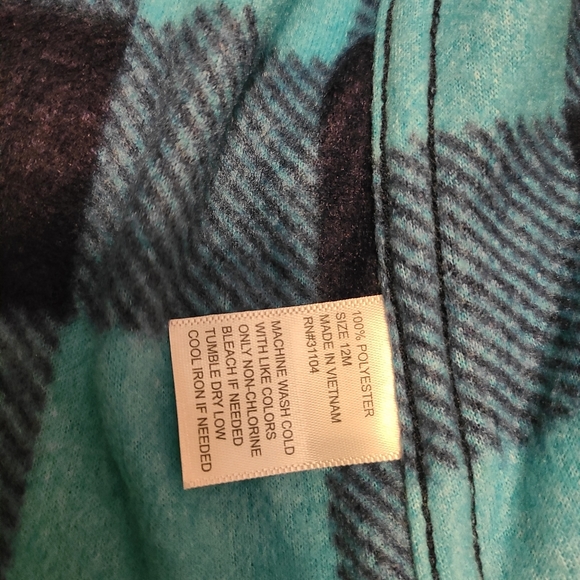 100% POLYESTER
SIZE 12M
MADE IN VIETNAM
RN#31104
MACHINE WASH COLD
WITH LIKE COLORS
ONLY NON-CHLORINE
BLEACH IF NEEDED
TUMBLE DRY LOW
COOL IRON IF NEEDED